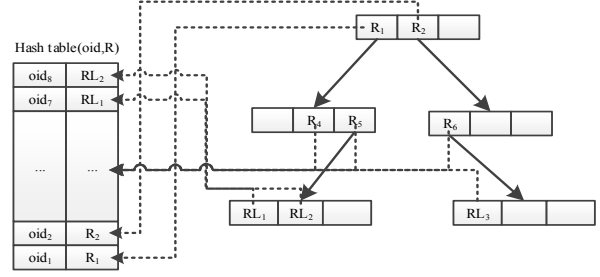 Hash table(oid,R)
R1 R2
oid8 RL2
oid7 RL1
R4 R5
R6
... ...
RL1 RL2
RL3
oid2 R2
oid1 R1